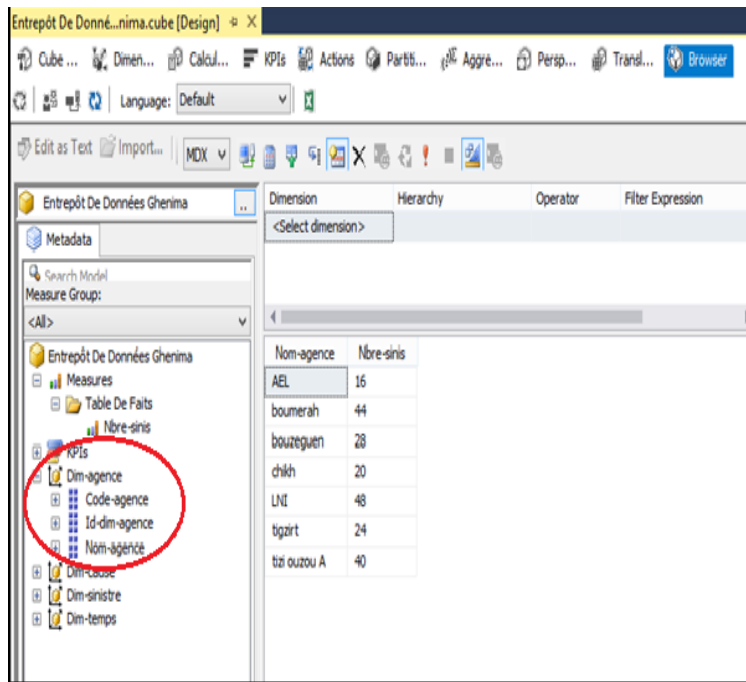 Entrepôt De Donné...nima.cube [Design]
Cube ... Dimen... Calcul... KPIs Actions Partiti... Aggre... Persp... Transl... Browser
Language: Default
Edit as Text Import... MDX
Entrepôt De Données Ghenima ..
Metadata
Search Model
Measure Group:
<All>
Entrepôt De Données Ghenima
Measures
Table De Faits
Nbre-sinis
KPIs
Dim-agence
Code-agence
Id-dim-agence
Nom-agence
Dim-cause
Dim-sinistre
Dim-temps
Dimension Hierarchy Operator Filter Expression
<Select dimension>
Nom-agence Nbre-sinis
AEL 16
boumerah 44
bouzeguen 28
chikh 20
LNI 48
tigzirt 24
tizi ouzou A 40